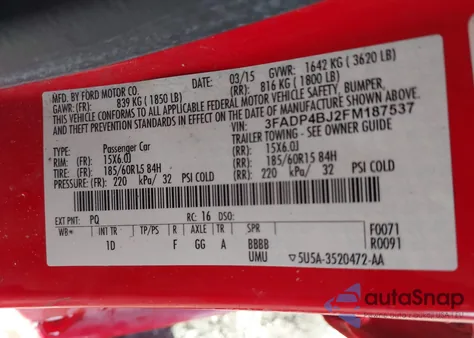 MFD. BY FORD MOTOR CO. DATE: 03/15 GVWR: 1642 KG ( 3620 LB)
GAWR: (FR) 839 KG ( 1850 LB) (RR) 816 KG ( 1800 LB)
THIS VEHICLE CONFORMS TO ALL APPLICABLE FEDERAL MOTOR VEHICLE SAFETY, BUMPER,
AND THEFT PREVENTION STANDARDS IN EFFECT ON THE DATE OF MANUFACTURE SHOWN ABOVE.
VIN: 3FADP4BJ2FM187537
TYPE: Passenger Car TRAILER TOWING - SEE OWNER GUIDE
RIM: (FR) 15X6.0J (RR): 15X6.0J
TIRE: (FR) 185/60R15 84H (RR): 185/60R15 84H
PRESSURE: (FR) 220 kPa/ 32 PSI COLD (RR): 220 kPa/ 32 PSI COLD
EXT PNT: PQ RC: 16 DSO:
WB* INT TR TP/PS R AXLE TR SPR F0071
1D F GG A BBBB R0091
UMU ▽5U5A-3520472-AA
autoSnap